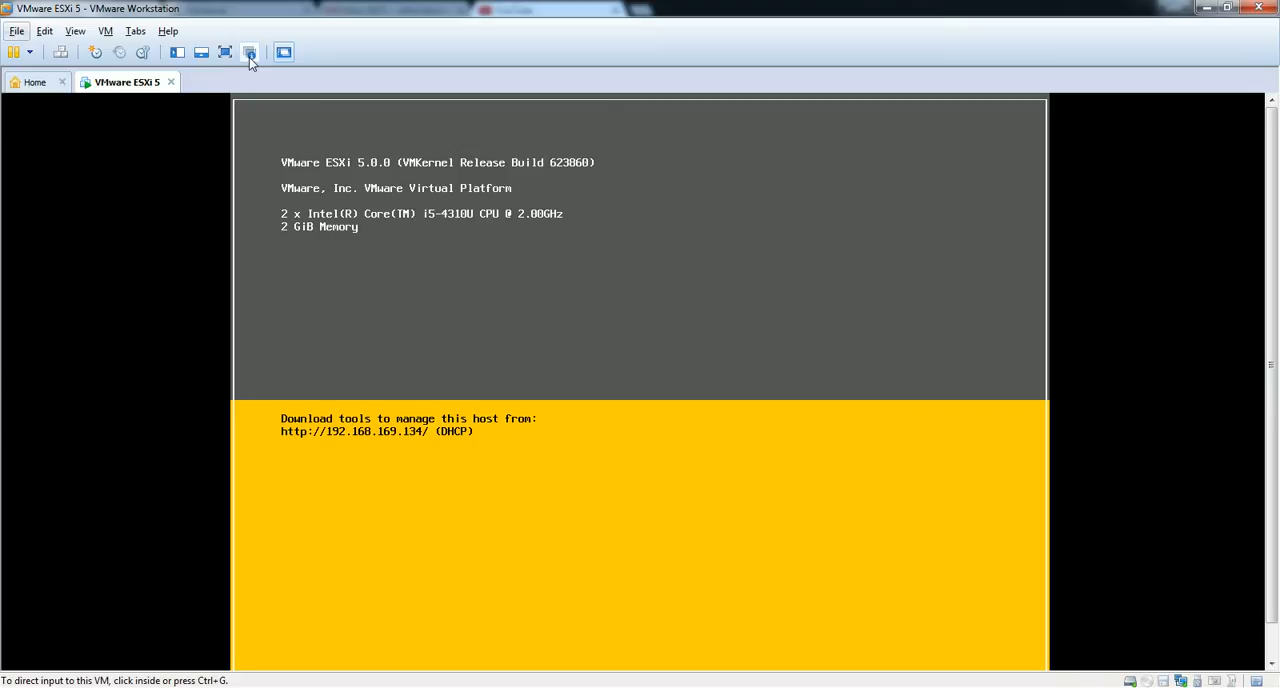 VMware ESXi 5 - VMware Workstation
File Edit View VM Tabs Help
Home VMware ESXi 5
VMware ESXi 5.0.0 (VMKernel Release Build 623860)
VMware, Inc. VMware Virtual Platform
2 x Intel(R) Core(TM) i5-4310U CPU @ 2.00GHz
2 GiB Memory
Download tools to manage this host from:
http://192.168.169.134/ (DHCP)
To direct input to this VM, click inside or press Ctrl+G.